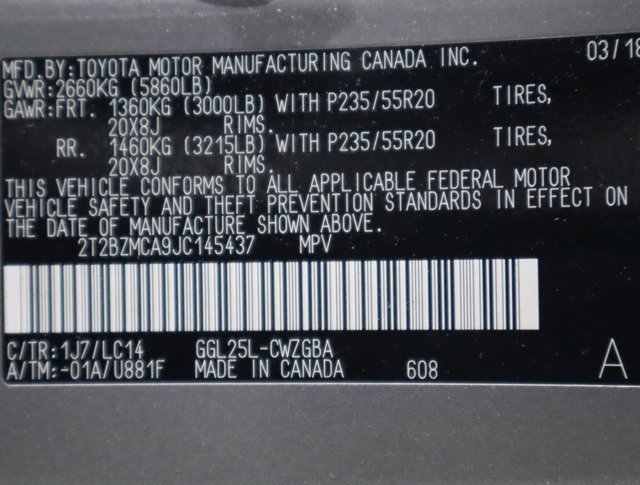 MFD.BY:TOYOTA MOTOR MANUFACTURING CANADA INC. 03/18
GVWR:2660KG (5860LB)
GAWR:FRT. 1360KG (3000LB) WITH P235/55R20 TIRES,
20X8J RIMS.
RR. 1460KG (3215LB) WITH P235/55R20 TIRES,
20X8J RIMS.
THIS VEHICLE CONFORMS TO ALL APPLICABLE FEDERAL MOTOR
VEHICLE SAFETY AND THEFT PREVENTION STANDARDS IN EFFECT ON
THE DATE OF MANUFACTURE SHOWN ABOVE.
2T2BZMCA9JC145437 MPV
C/TR:1J7/LC14 GGL25L-CWZGBA
A/TM:-01A/U881F MADE IN CANADA 608 A